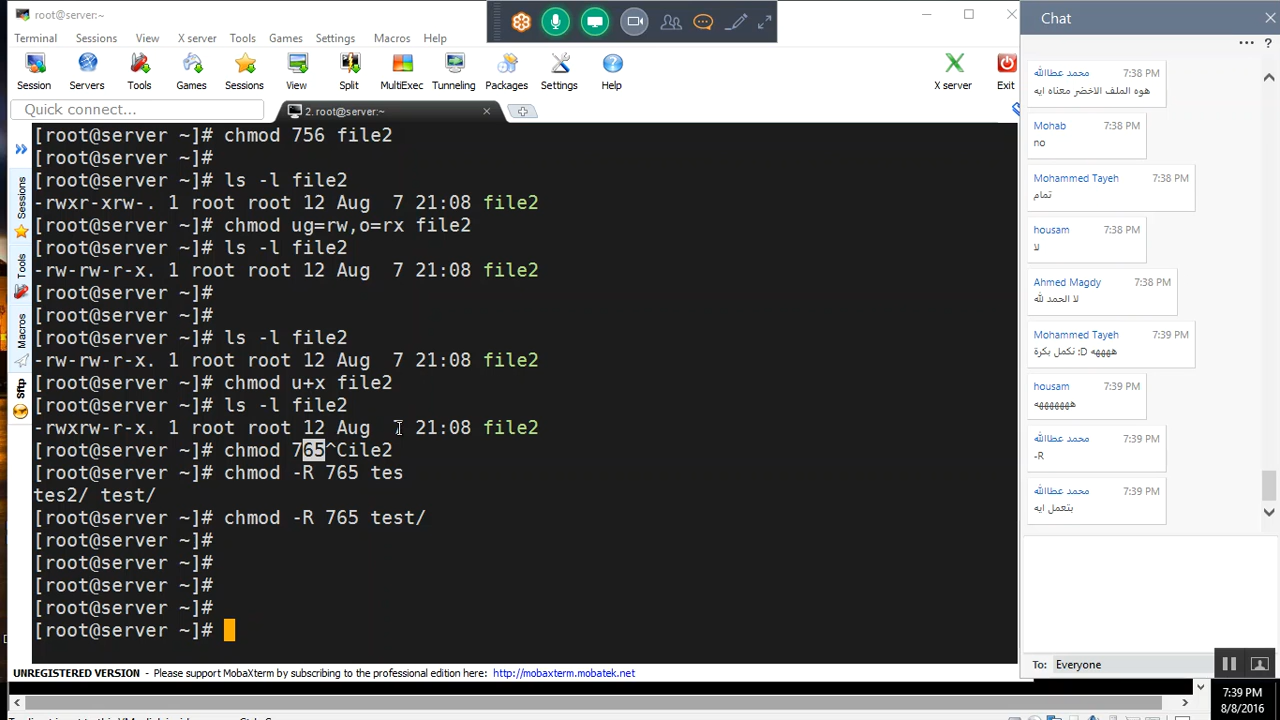 root@server:~
Terminal Sessions View X server Tools Games Settings Macros Help
Session Servers Tools Games Sessions View Split MultiExec Tunneling Packages Settings Help X server Exit
Quick connect...
2. root@server:~
Sessions
Tools
Macros
Sftp
[root@server ~]# chmod 756 file2
[root@server ~]#
[root@server ~]# ls -l file2
-rwxr-xrw-. 1 root root 12 Aug  7 21:08 file2
[root@server ~]# chmod ug=rw,o=rx file2
[root@server ~]# ls -l file2
-rw-rw-r-x. 1 root root 12 Aug  7 21:08 file2
[root@server ~]#
[root@server ~]#
[root@server ~]# ls -l file2
-rw-rw-r-x. 1 root root 12 Aug  7 21:08 file2
[root@server ~]# chmod u+x file2
[root@server ~]# ls -l file2
-rwxrw-r-x. 1 root root 12 Aug 21:08 file2
[root@server ~]# chmod 765^Cile2
[root@server ~]# chmod -R 765 tes
tes2/ test/
[root@server ~]# chmod -R 765 test/
[root@server ~]#
[root@server ~]#
[root@server ~]#
[root@server ~]#
[root@server ~]#
UNREGISTERED VERSION - Please support MobaXterm by subscribing to the professional edition here: http://mobaxterm.mobatek.net
Chat
... ?
محمد عطاالله 7:38 PM
هوه الملف الاخضر معناه ايه
Mohab 7:38 PM
no
Mohammed Tayeh 7:38 PM
تمام
housam 7:38 PM
لا
Ahmed Magdy 7:38 PM
لا الحمد لله
Mohammed Tayeh 7:39 PM
هههههه D: نكمل بكرة
housam 7:39 PM
ههههههههه
محمد عطاالله 7:39 PM
-R
محمد عطاالله 7:39 PM
بتعمل ايه
To: Everyone
7:39 PM
8/8/2016